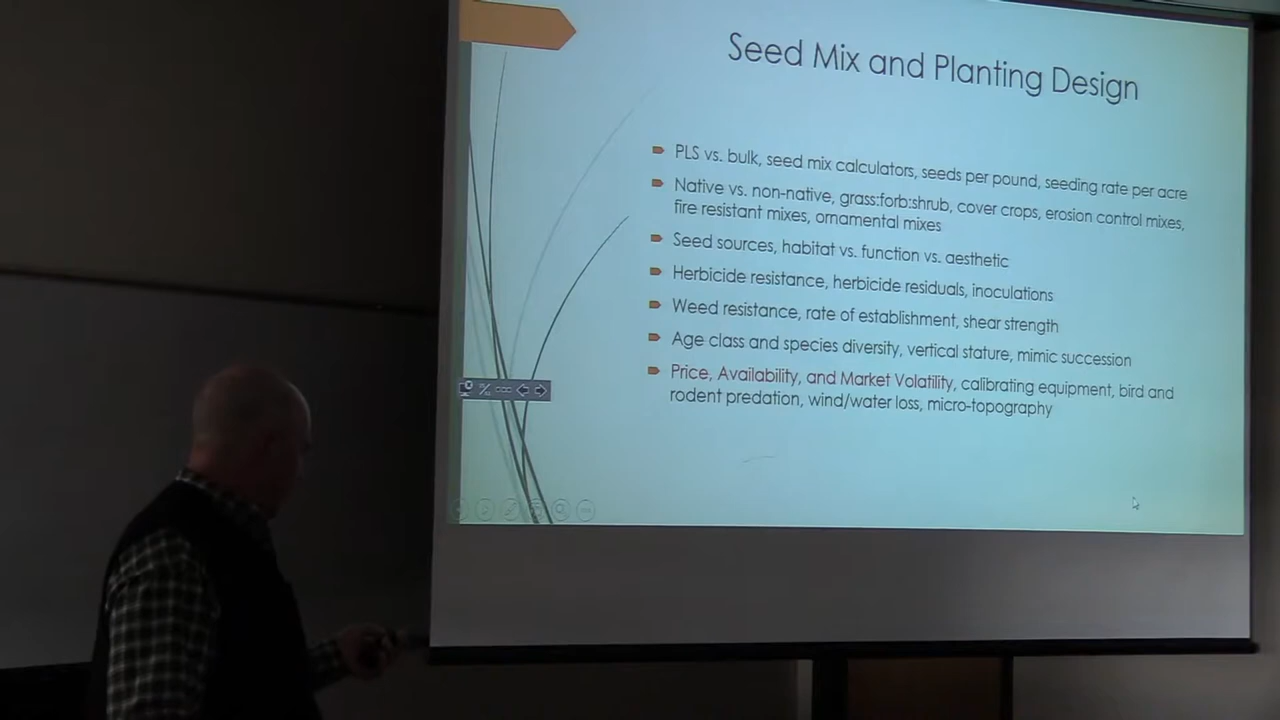 Seed Mix and Planting Design
PLS vs. bulk, seed mix calculators, seeds per pound, seeding rate per acre
Native vs. non-native, grass:forb:shrub, cover crops, erosion control mixes,
fire resistant mixes, ornamental mixes
Seed sources, habitat vs. function vs. aesthetic
Herbicide resistance, herbicide residuals, inoculations
Weed resistance, rate of establishment, shear strength
Age class and species diversity, vertical stature, mimic succession
Price, Availability, and Market Volatility, calibrating equipment, bird and
rodent predation, wind/water loss, micro-topography